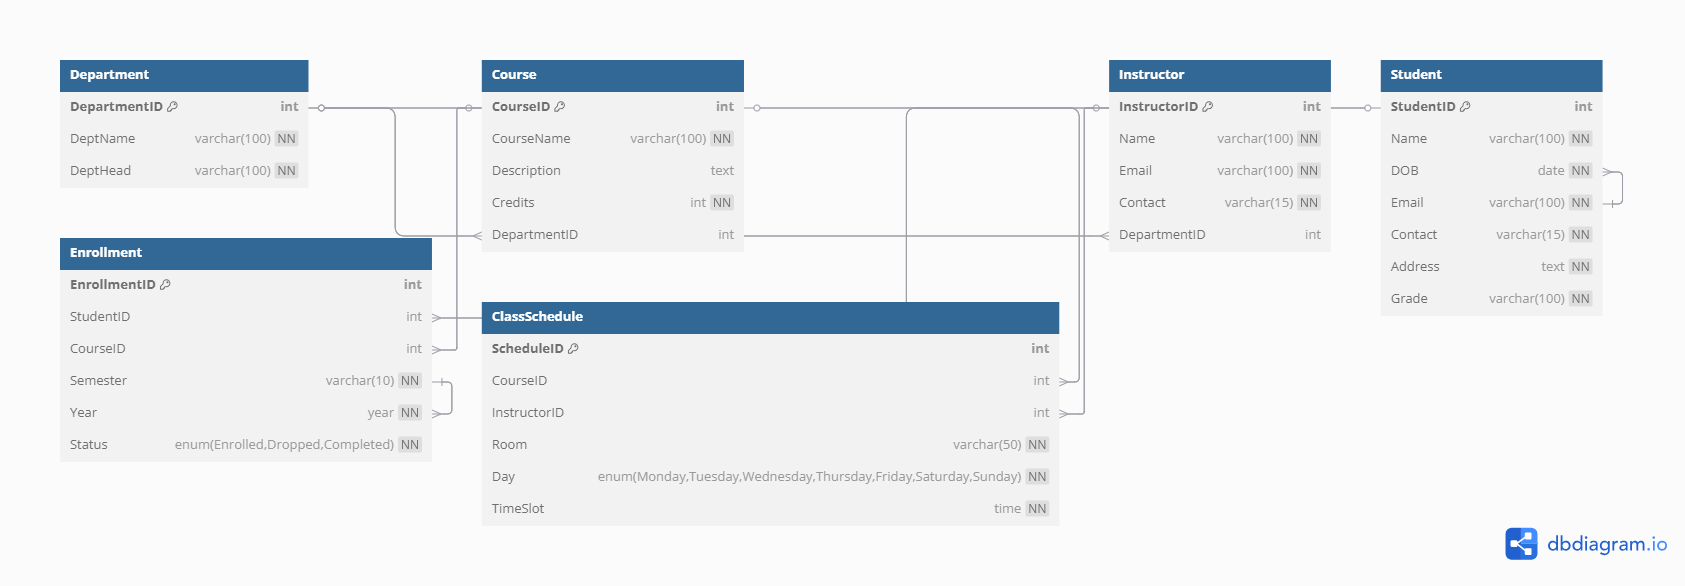 Department
DepartmentID int
DeptName varchar(100) NN
DeptHead varchar(100) NN
Course
CourseID int
CourseName varchar(100) NN
Description text
Credits int NN
DepartmentID int
Instructor
InstructorID int
Name varchar(100) NN
Email varchar(100) NN
Contact varchar(15) NN
DepartmentID int
Student
StudentID int
Name varchar(100) NN
DOB date NN
Email varchar(100) NN
Contact varchar(15) NN
Address text NN
Grade varchar(100) NN
Enrollment
EnrollmentID int
StudentID int
CourseID int
Semester varchar(10) NN
Year year NN
Status enum(Enrolled,Dropped,Completed) NN
ClassSchedule
ScheduleID int
CourseID int
InstructorID int
Room varchar(50) NN
Day enum(Monday,Tuesday,Wednesday,Thursday,Friday,Saturday,Sunday) NN
TimeSlot time NN
dbdiagram.io